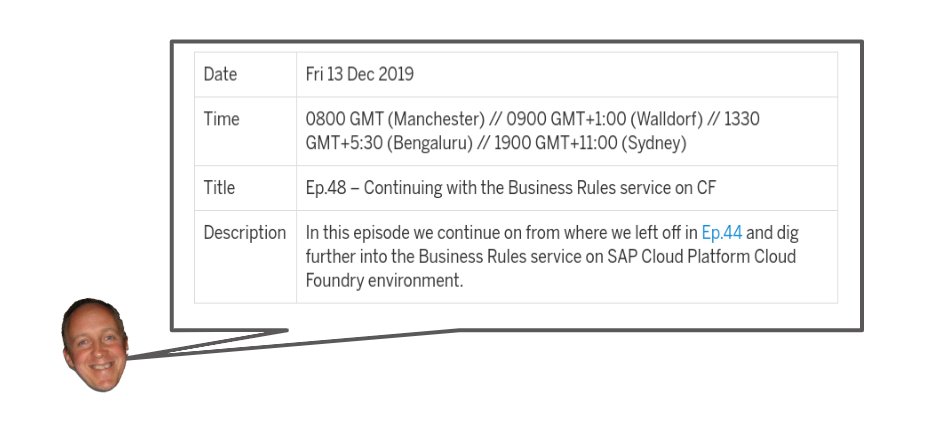 Date
Fri 13 Dec 2019
Time
0800 GMT (Manchester) // 0900 GMT+1:00 (Walldorf) // 1330
GMT+5:30 (Bengaluru) // 1900 GMT+11:00 (Sydney)
Title
Ep.48 – Continuing with the Business Rules service on CF
Description
In this episode we continue on from where we left off in Ep.44 and dig
further into the Business Rules service on SAP Cloud Platform Cloud
Foundry environment.